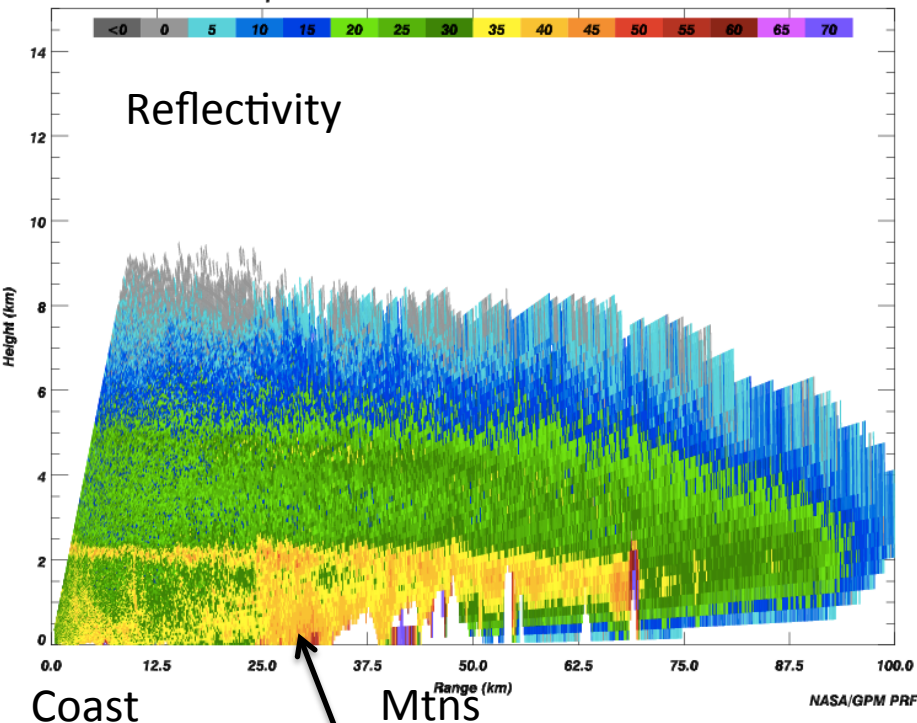 <0 0 5 10 15 20 25 30 35 40 45 50 55 60 65 70
14
Reflectivity
12
10
8
Height (km)
6
4
2
0
0.0 12.5 25.0 37.5 50.0 62.5 75.0 87.5 100.0
Range (km)
Coast Mtns
NASA/GPM PRF